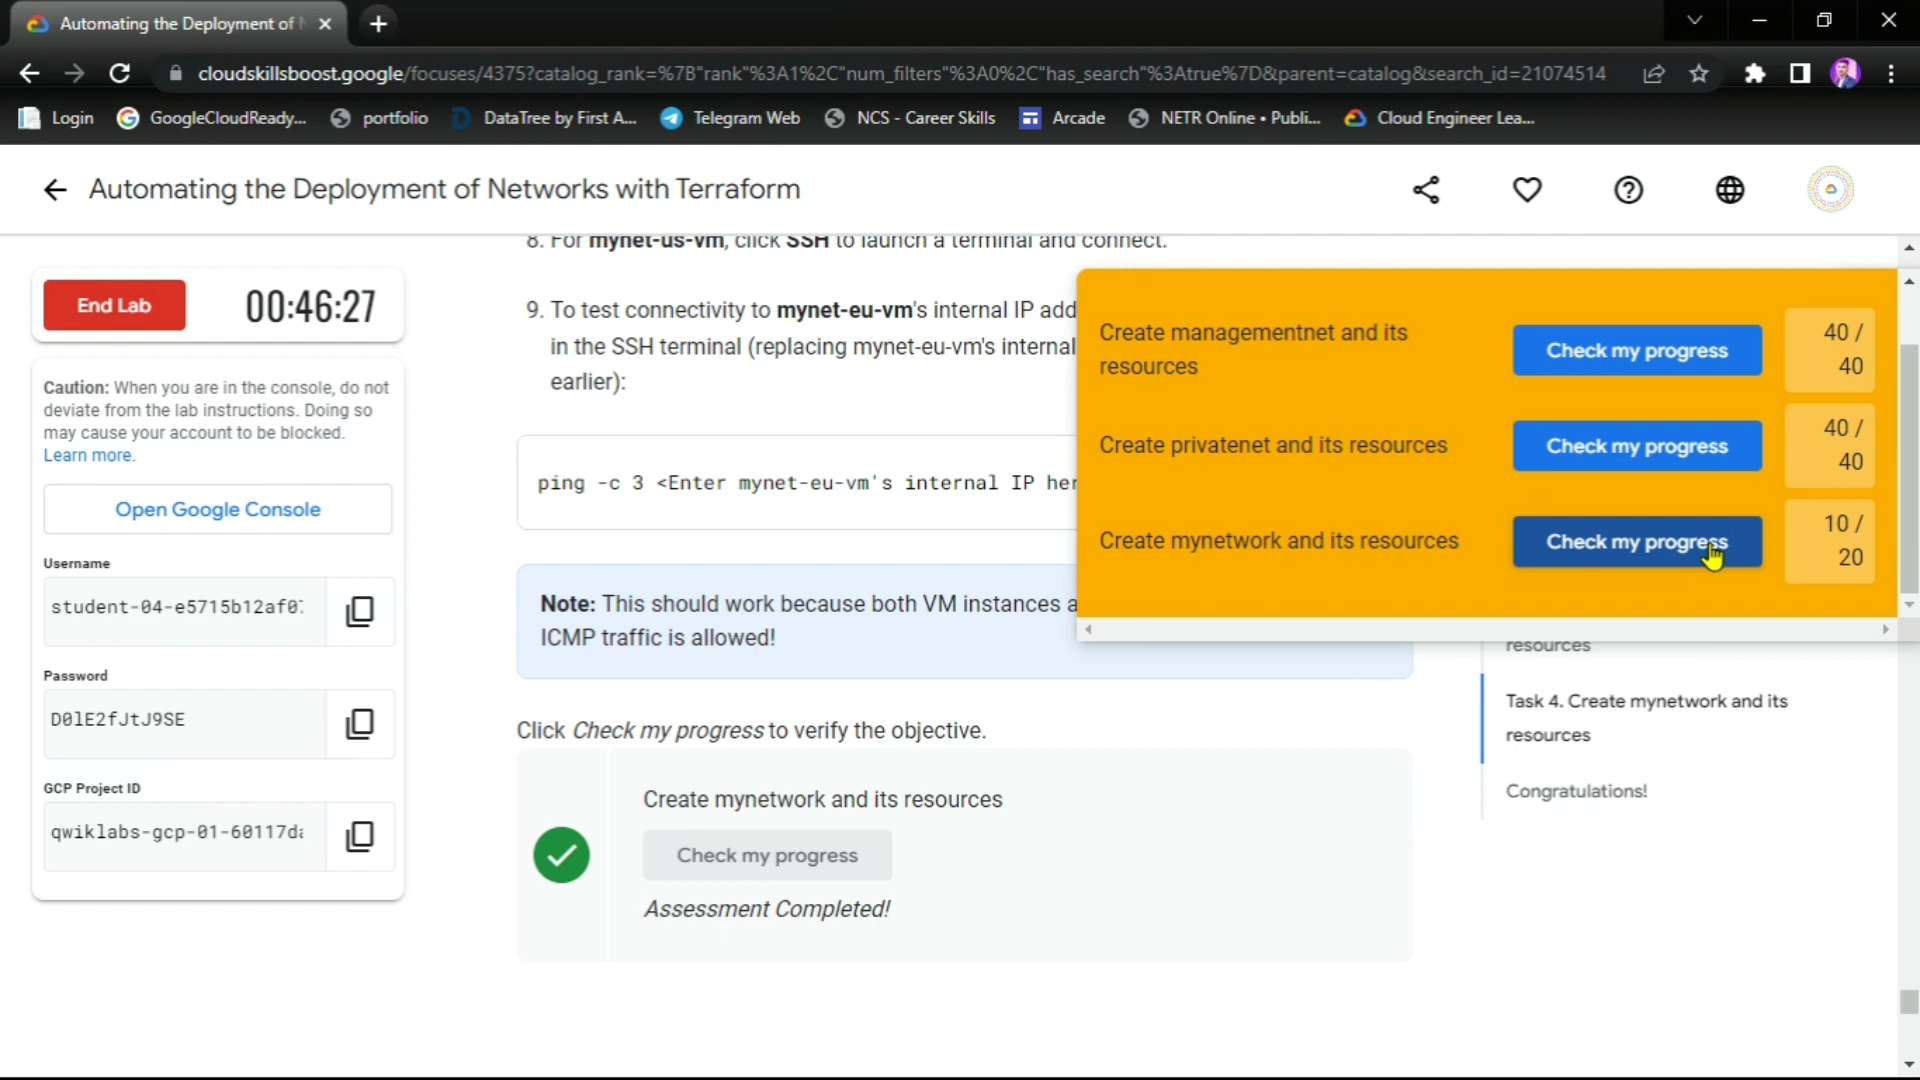 Automating the Deployment of
cloudskillsboost.google/focuses/4375?catalog_rank=%7B"rank"%3A1%2C"num_filters"%3A0%2C"has_search"%3Atrue%7D&parent=catalog&search_id=21074514
Login GoogleCloudReady... portfolio DataTree by First A... Telegram Web NCS - Career Skills Arcade NETR Online • Publi... Cloud Engineer Lea...
Automating the Deployment of Networks with Terraform
8. For mynet-us-vm, click SSH to launch a terminal and connect.
End Lab 00:46:27
9. To test connectivity to mynet-eu-vm's internal IP add
in the SSH terminal (replacing mynet-eu-vm's internal
earlier):
ping -c 3 <Enter mynet-eu-vm's internal IP her
Note: This should work because both VM instances a
ICMP traffic is allowed!
Click Check my progress to verify the objective.
Create mynetwork and its resources
Check my progress
Assessment Completed!
Caution: When you are in the console, do not
deviate from the lab instructions. Doing so
may cause your account to be blocked.
Learn more.
Open Google Console
Username
student-04-e5715b12af0
Password
D0lE2fJtJ9SE
GCP Project ID
qwiklabs-gcp-01-60117d
Create managementnet and its
resources
Check my progress
40 /
40
Create privatenet and its resources
Check my progress
40 /
40
Create mynetwork and its resources
Check my progress
10 /
20
resources
Task 4. Create mynetwork and its
resources
Congratulations!